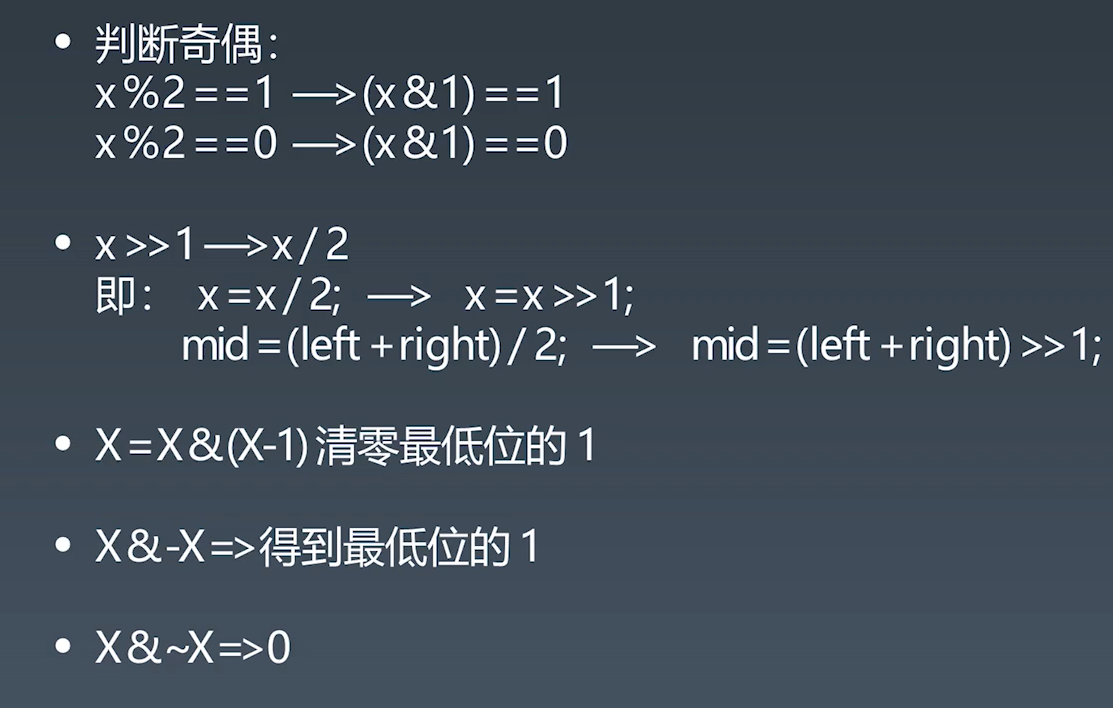 • 判断奇偶：
x%2==1 —>(x&1)==1
x%2==0 —>(x&1)==0
• x>>1—>x/2
即： x=x/2; —> x=x>>1;
mid=(left+right)/2; —> mid=(left+right)>>1;
• X=X&(X-1)清零最低位的1
• X&-X=>得到最低位的1
• X&~X=>0